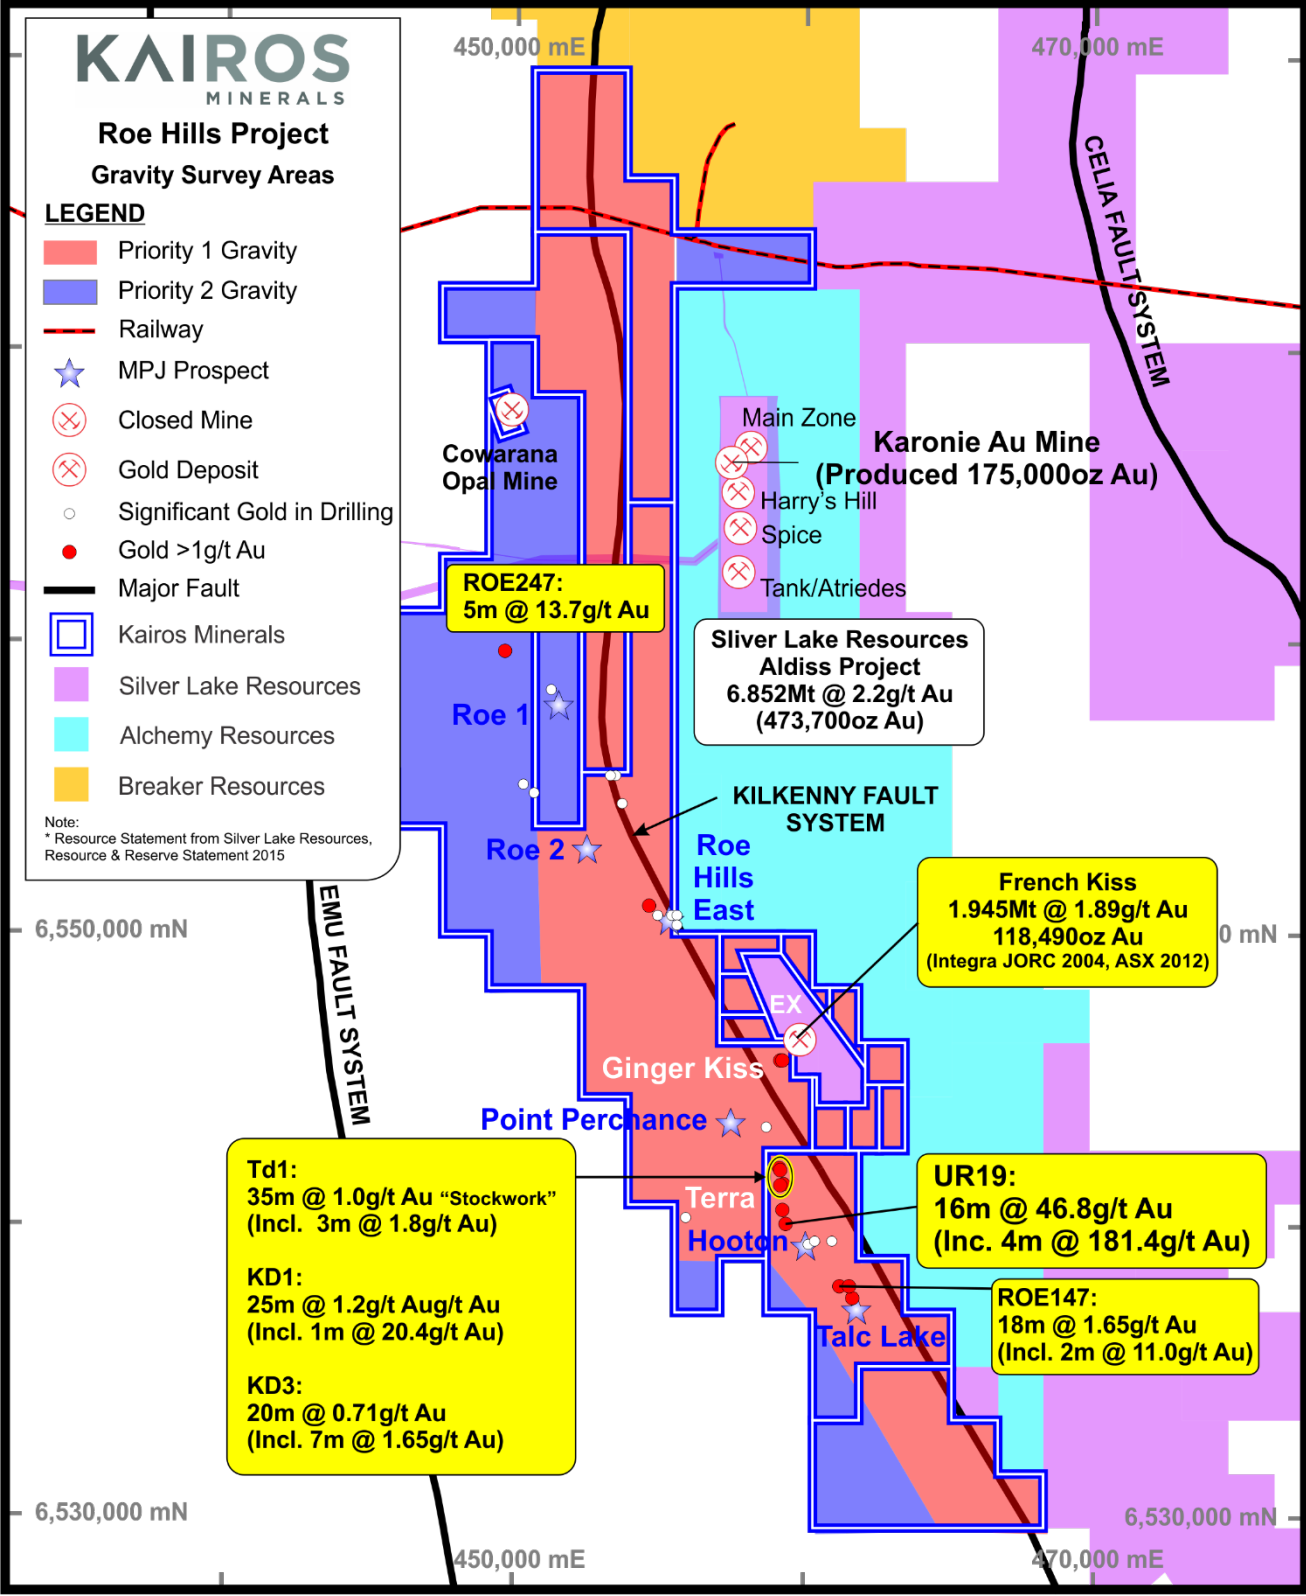 KAIROS
MINERALS
Roe Hills Project
Gravity Survey Areas
LEGEND
Priority 1 Gravity
Priority 2 Gravity
Railway
MPJ Prospect
Closed Mine
Gold Deposit
Significant Gold in Drilling
Gold >1g/t Au
Major Fault
Kairos Minerals
Silver Lake Resources
Alchemy Resources
Breaker Resources
Note:
* Resource Statement from Silver Lake Resources,
Resource & Reserve Statement 2015
450,000 mE
470,000 mE
CELIA FAULT SYSTEM
Cowarana
Opal Mine
Main Zone
Karonie Au Mine
(Produced 175,000oz Au)
Harry's Hill
Spice
Tank/Atriedes
ROE247:
5m @ 13.7g/t Au
Sliver Lake Resources
Aldiss Project
6.852Mt @ 2.2g/t Au
(473,700oz Au)
Roe 1
KILKENNY FAULT
SYSTEM
Roe 2
Roe
Hills
East
French Kiss
1.945Mt @ 1.89g/t Au
118,490oz Au
(Integra JORC 2004, ASX 2012)
6,550,000 mN
0 mN
EMU FAULT SYSTEM
EX
Ginger Kiss
Point Perchance
Td1:
35m @ 1.0g/t Au “Stockwork”
(Incl.  3m @ 1.8g/t Au)
KD1:
25m @ 1.2g/t Aug/t Au
(Incl. 1m @ 20.4g/t Au)
KD3:
20m @ 0.71g/t Au
(Incl. 7m @ 1.65g/t Au)
Terra
Hooton
UR19:
16m @ 46.8g/t Au
(Inc. 4m @ 181.4g/t Au)
ROE147:
18m @ 1.65g/t Au
(Incl. 2m @ 11.0g/t Au)
Talc Lake
6,530,000 mN
6,530,000 mN
450,000 mE
470,000 mE